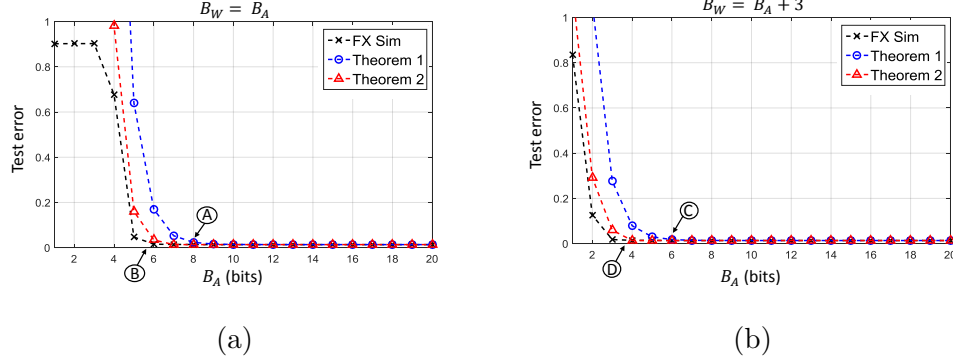 B_W = B_A
1
0.8
0.6
0.4
0.2
0
Test error
FX Sim
Theorem 1
Theorem 2
A
B
2 4 6 8 10 12 14 16 18 20
B_A (bits)
(a)
B_W = B_A + 3
1
0.8
0.6
0.4
0.2
0
Test error
FX Sim
Theorem 1
Theorem 2
C
D
2 4 6 8 10 12 14 16 18 20
B_A (bits)
(b)